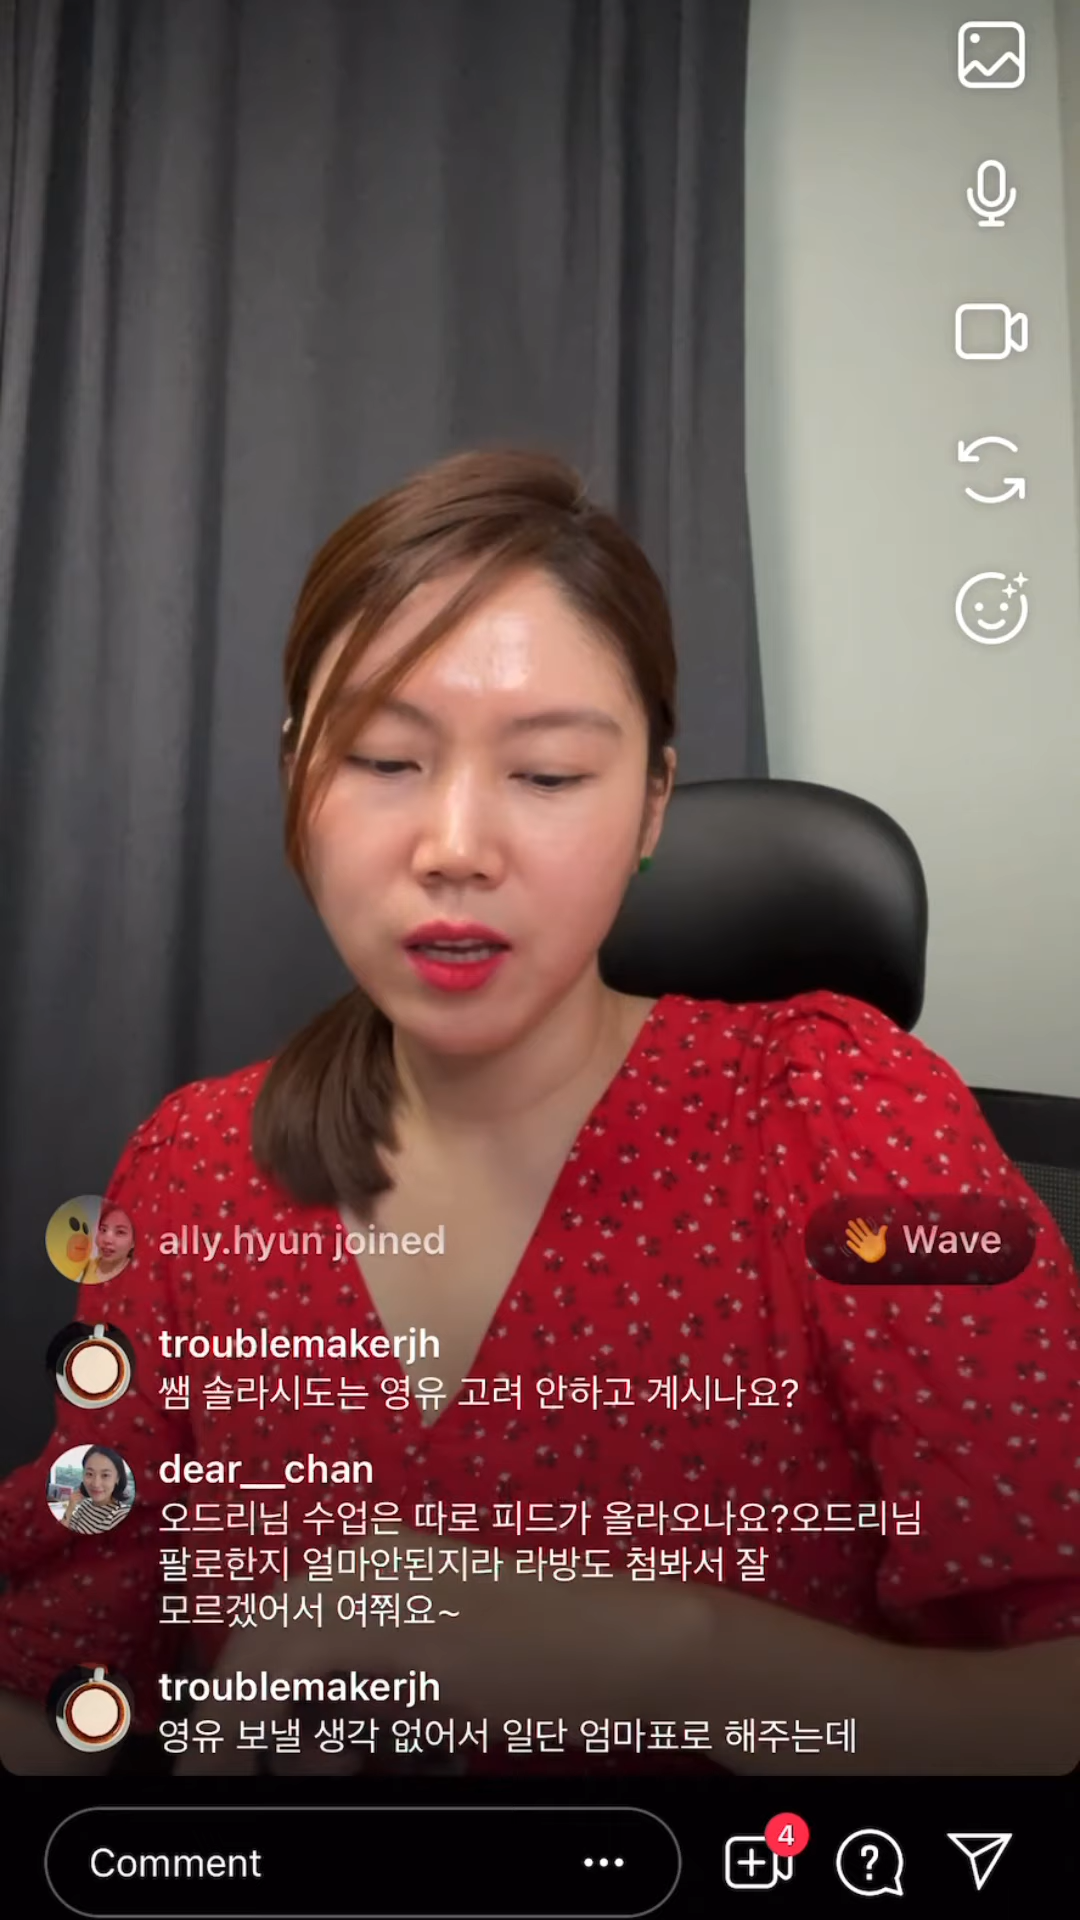 ally.hyun joined
Wave
troublemakerjh
쌤 솔라시도는 영유 고려 안하고 계시나요?
dear__chan
오드리님 수업은 따로 피드가 올라오나요?오드리님
팔로한지 얼마안된지라 라방도 첨봐서 잘
모르겠어서 여쭤요~
troublemakerjh
영유 보낼 생각 없어서 일단 엄마표로 해주는데
Comment
4